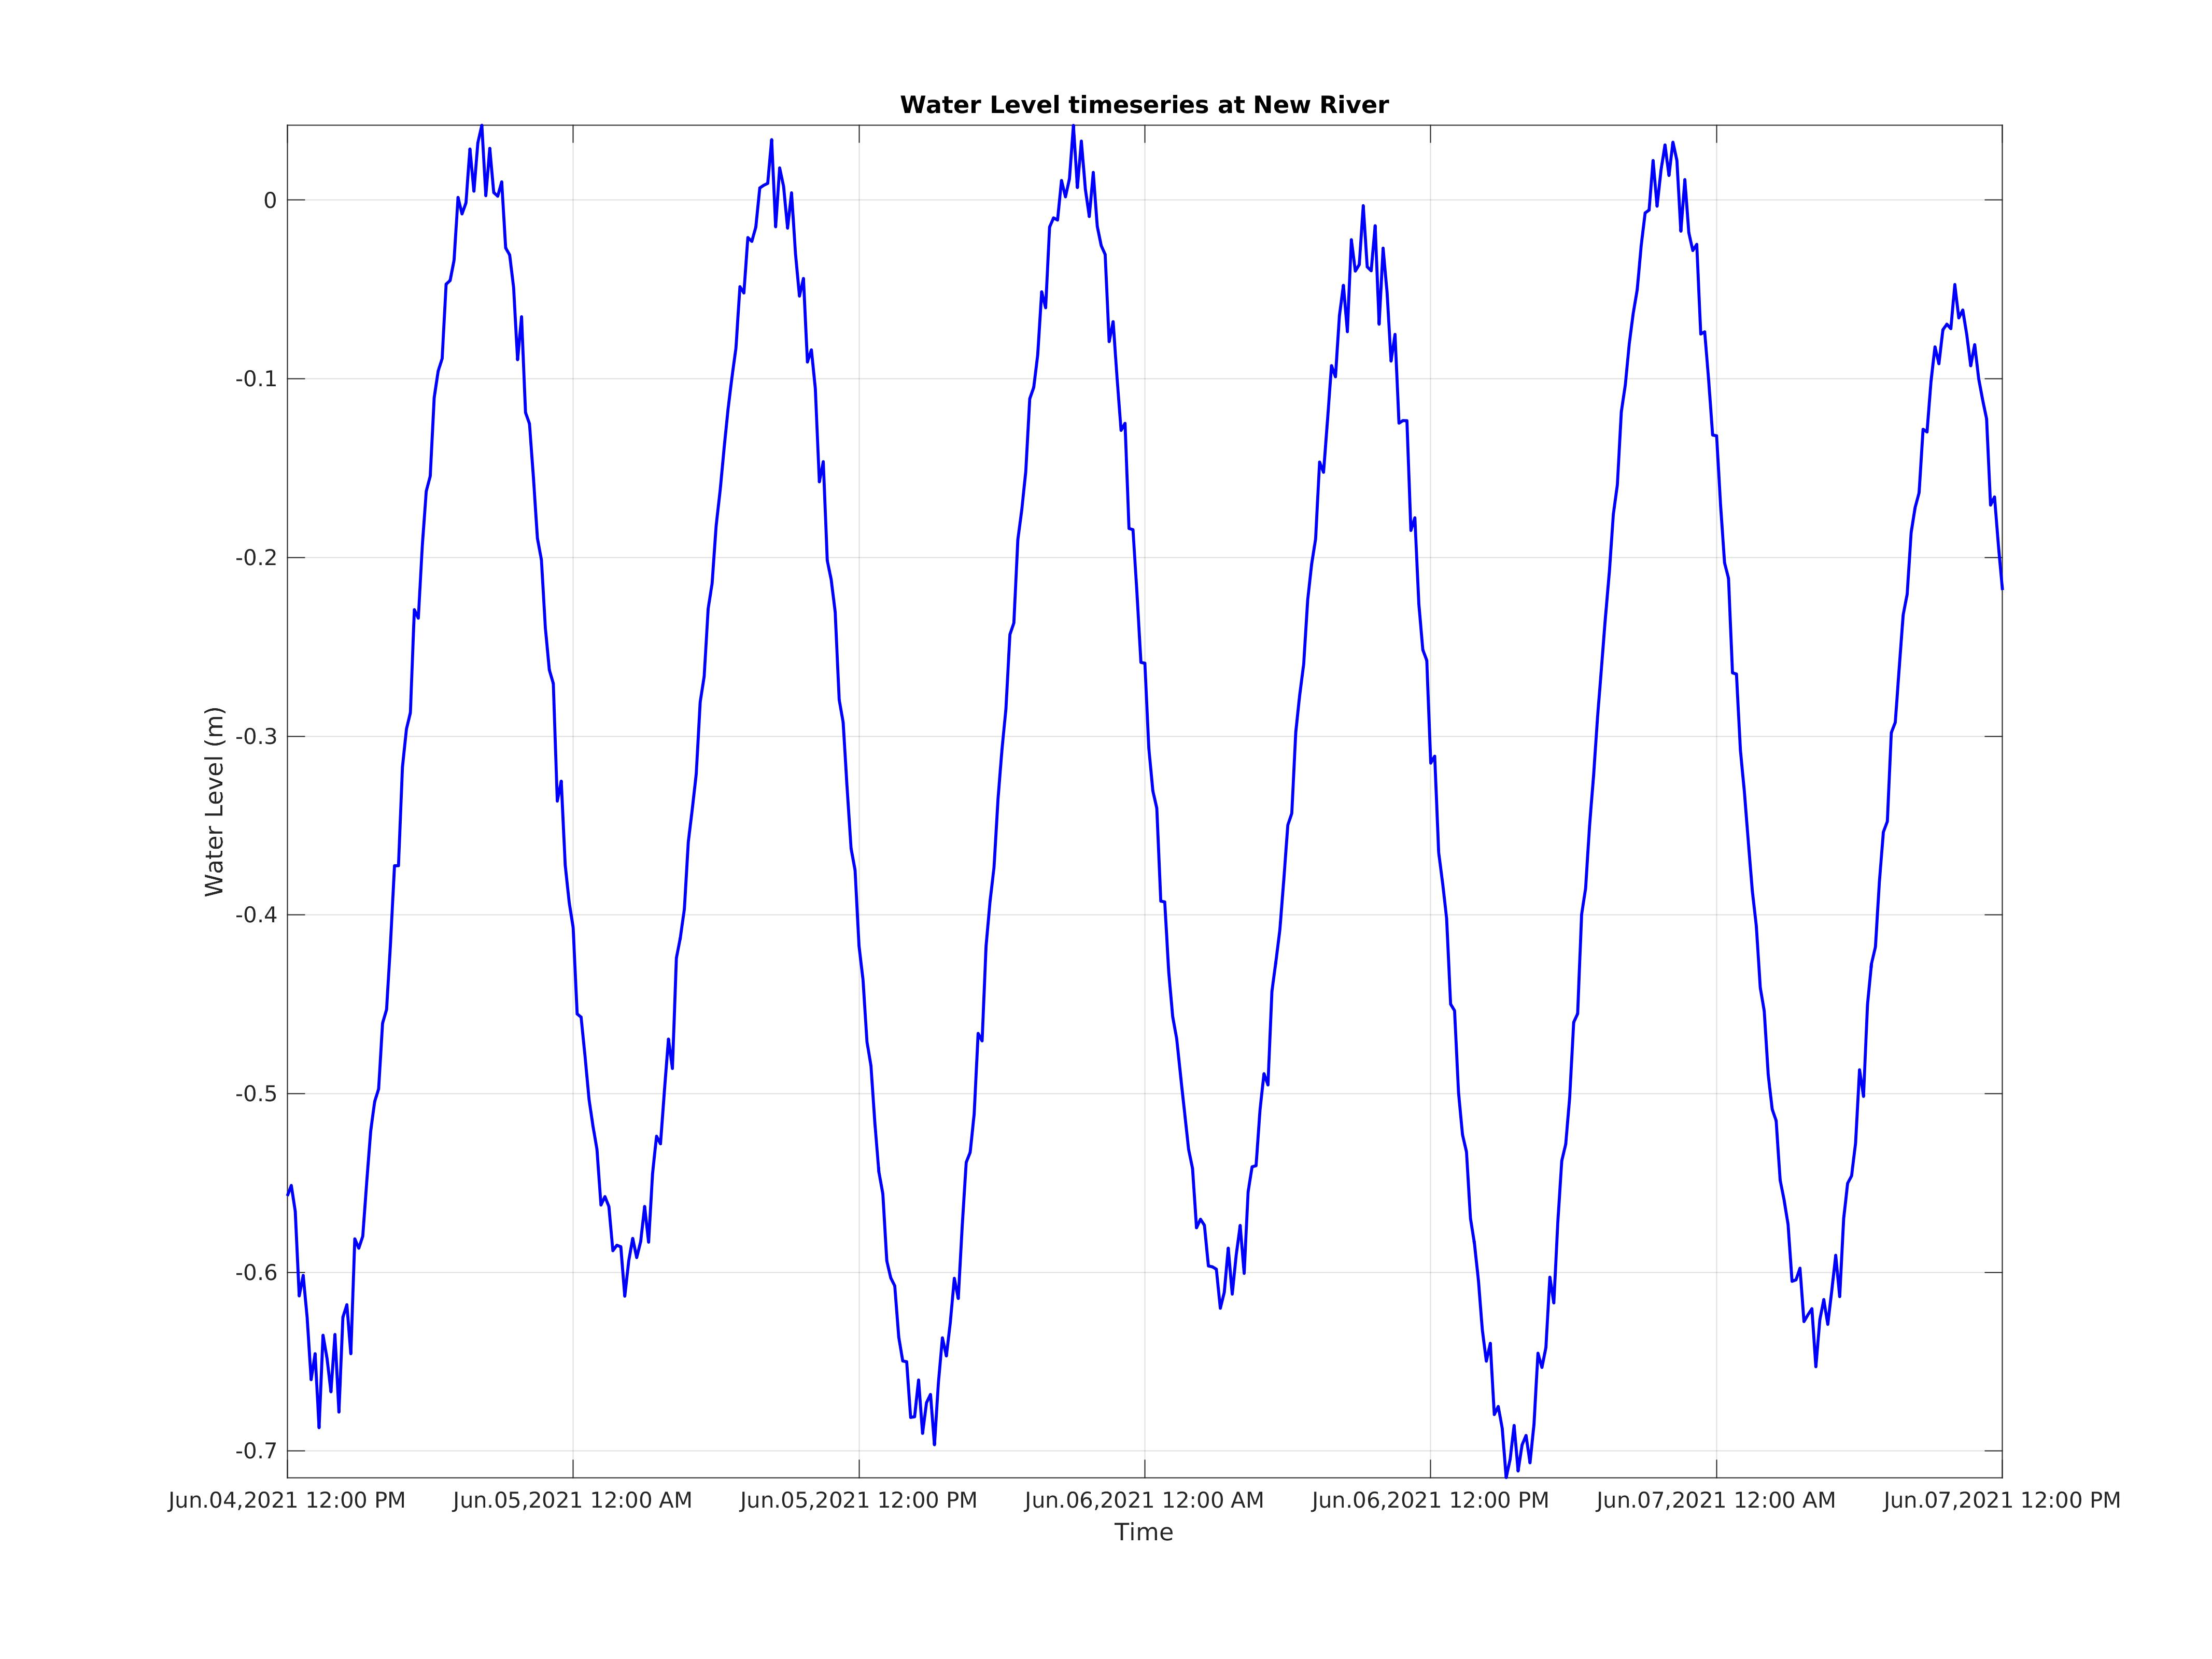 Water Level timeseries at New River
0
-0.1
-0.2
-0.3
-0.4
-0.5
-0.6
-0.7
Water Level (m)
Jun.04,2021 12:00 PM
Jun.05,2021 12:00 AM
Jun.05,2021 12:00 PM
Jun.06,2021 12:00 AM
Jun.06,2021 12:00 PM
Jun.07,2021 12:00 AM
Jun.07,2021 12:00 PM
Time